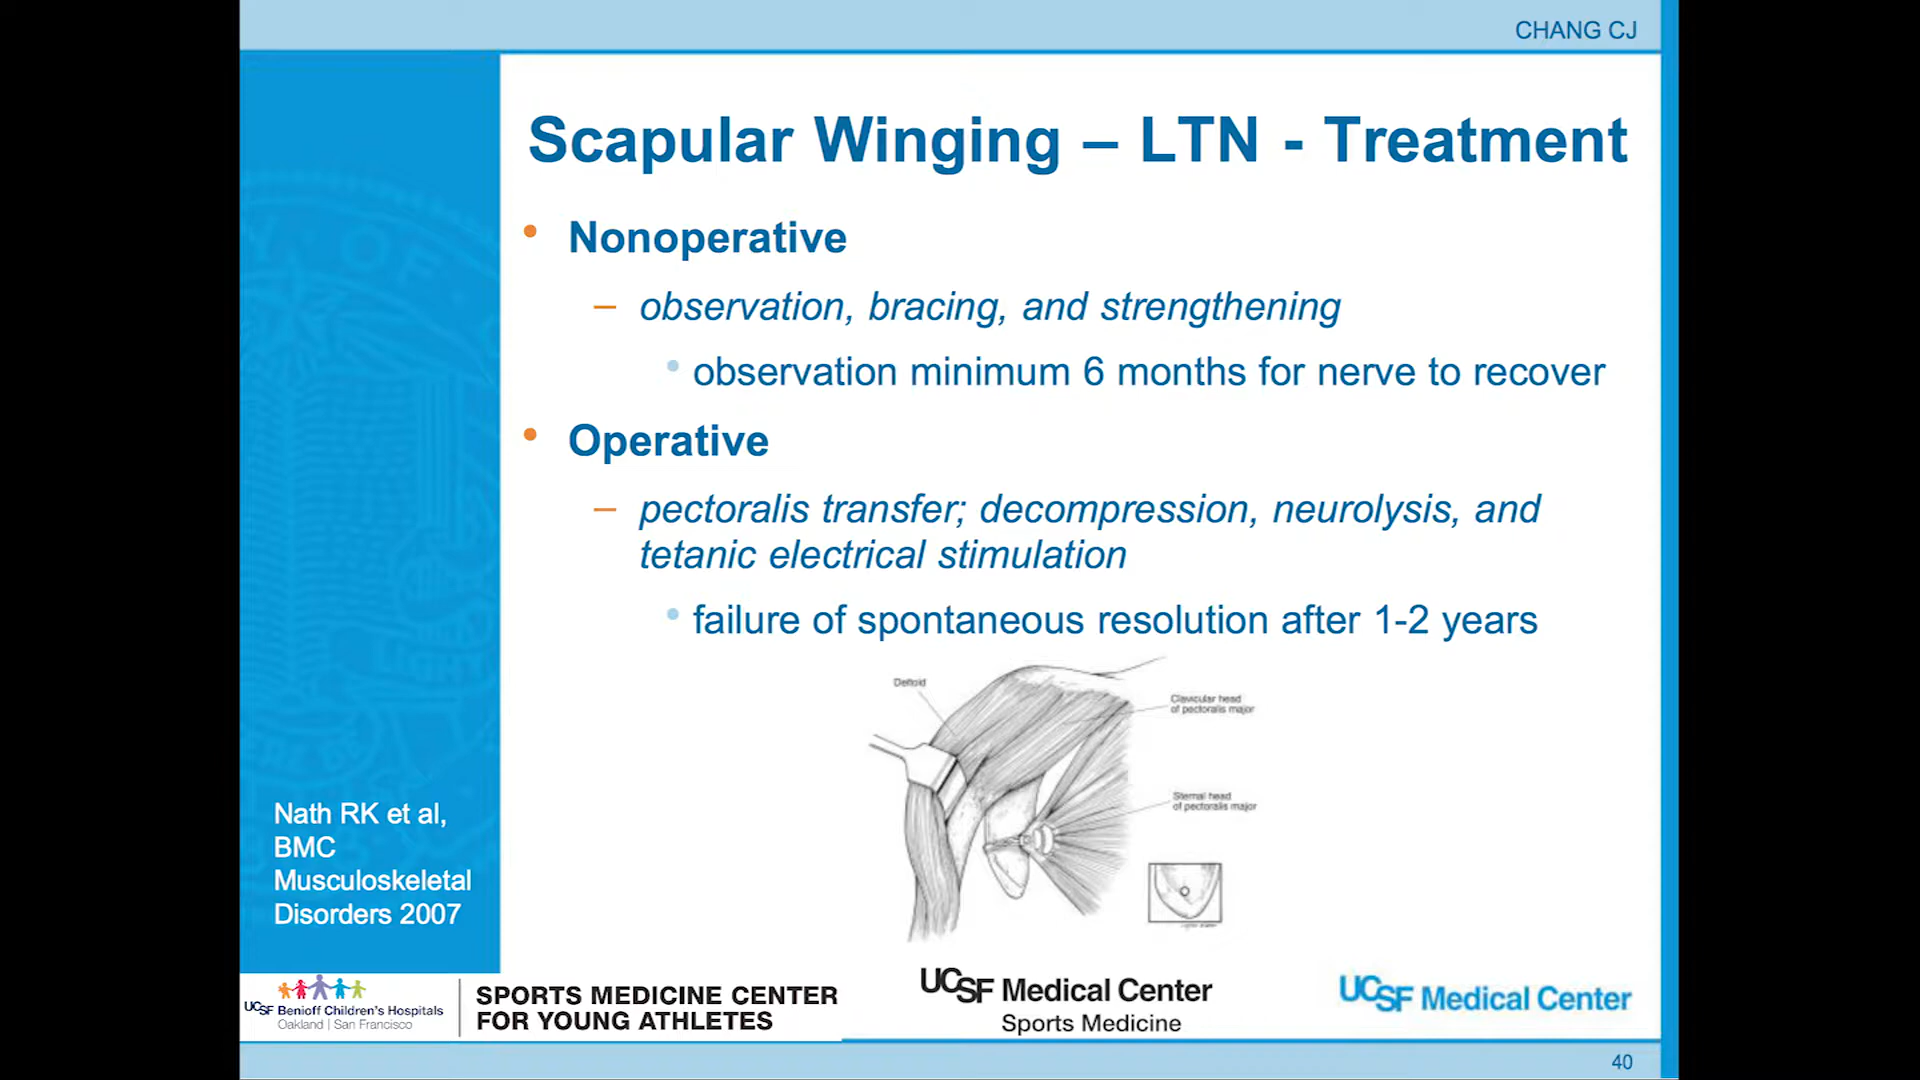 CHANG CJ
Scapular Winging – LTN - Treatment
• Nonoperative
– observation, bracing, and strengthening
• observation minimum 6 months for nerve to recover
• Operative
– pectoralis transfer; decompression, neurolysis, and
tetanic electrical stimulation
• failure of spontaneous resolution after 1-2 years
Deltoid
Clavicular head
of pectoralis major
Sternal head
of pectoralis major
Nath RK et al,
BMC
Musculoskeletal
Disorders 2007
UCSF Benioff Children's Hospitals
Oakland | San Francisco
SPORTS MEDICINE CENTER
FOR YOUNG ATHLETES
UCSF Medical Center
Sports Medicine
UCSF Medical Center
40